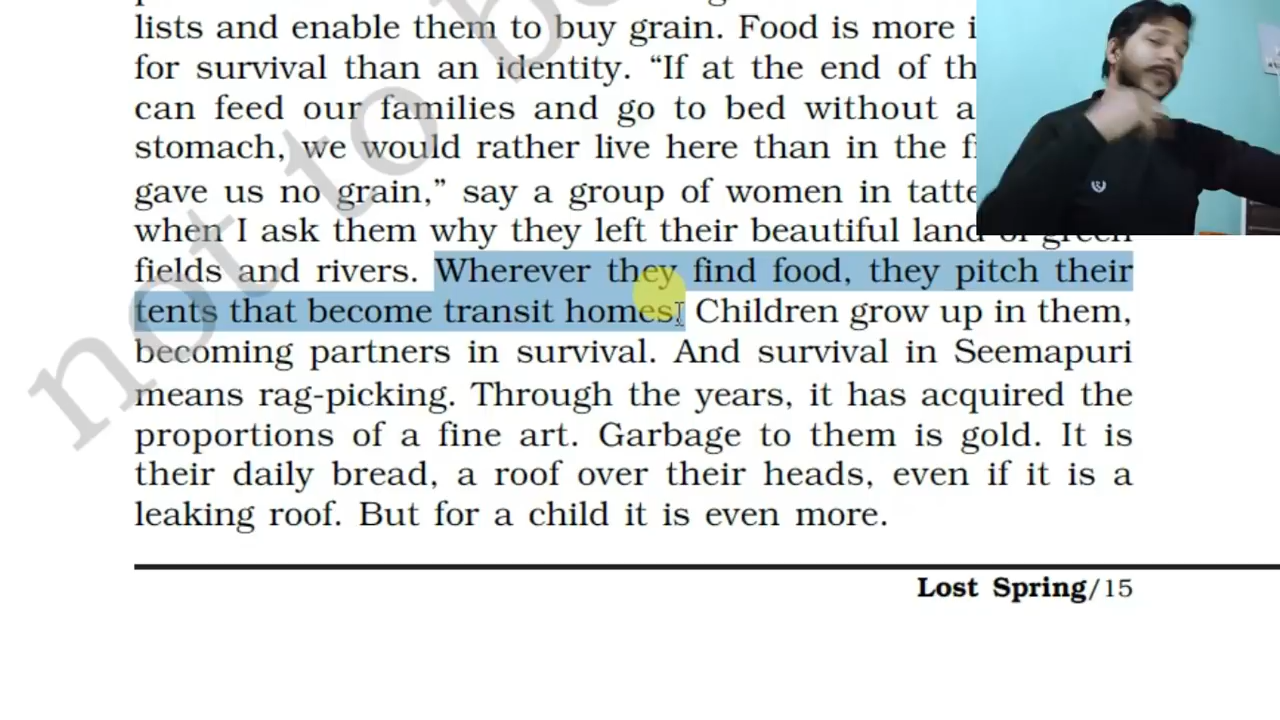 lists and enable them to buy grain. Food is more
for survival than an identity. “If at the end of
can feed our families and go to bed without
stomach, we would rather live here than in the
gave us no grain,” say a group of women in
when I ask them why they left their beautiful land of green
fields and rivers. Wherever they find food, they pitch their
tents that become transit homes. Children grow up in them,
becoming partners in survival. And survival in Seemapuri
means rag-picking. Through the years, it has acquired the
proportions of a fine art. Garbage to them is gold. It is
their daily bread, a roof over their heads, even if it is a
leaking roof. But for a child it is even more.
Lost Spring/15
not to be